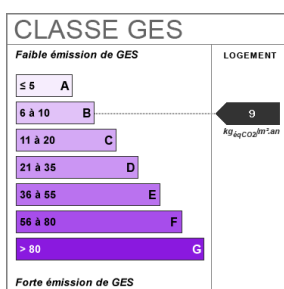 CLASSE GES
Faible émission de GES
LOGEMENT
≤ 5 A
6 à 10 B
9
kgéqCO2/m².an
11 à 20 C
21 à 35 D
36 à 55 E
56 à 80 F
> 80 G
Forte émission de GES